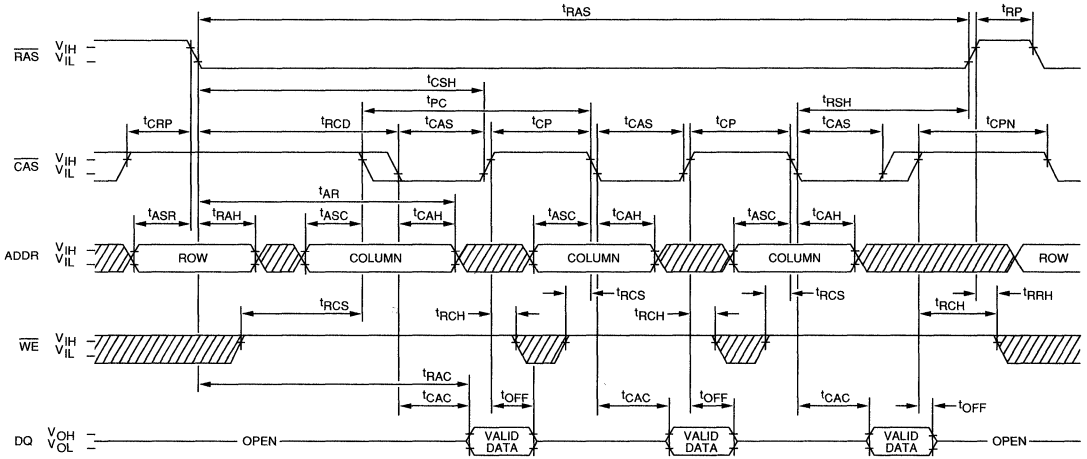 tRAS
tRP
RAS VIH
VIL
tCSH
tPC
tRSH
tCRP
tRCD
tCAS
tCP
tCAS
tCP
tCAS
tCPN
CAS VIH
VIL
tAR
tASR
tRAH
tASC
tCAH
tASC
tCAH
tASC
tCAH
ADDR VIH
VIL
ROW
COLUMN
COLUMN
COLUMN
ROW
tRCS
tRCH
tRCS
tRCH
tRCS
tRCH
tRRH
WE VIH
VIL
tRAC
tCAC
tOFF
tCAC
tOFF
tCAC
tOFF
DQ VOH
VOL
OPEN
VALID
DATA
VALID
DATA
VALID
DATA
OPEN